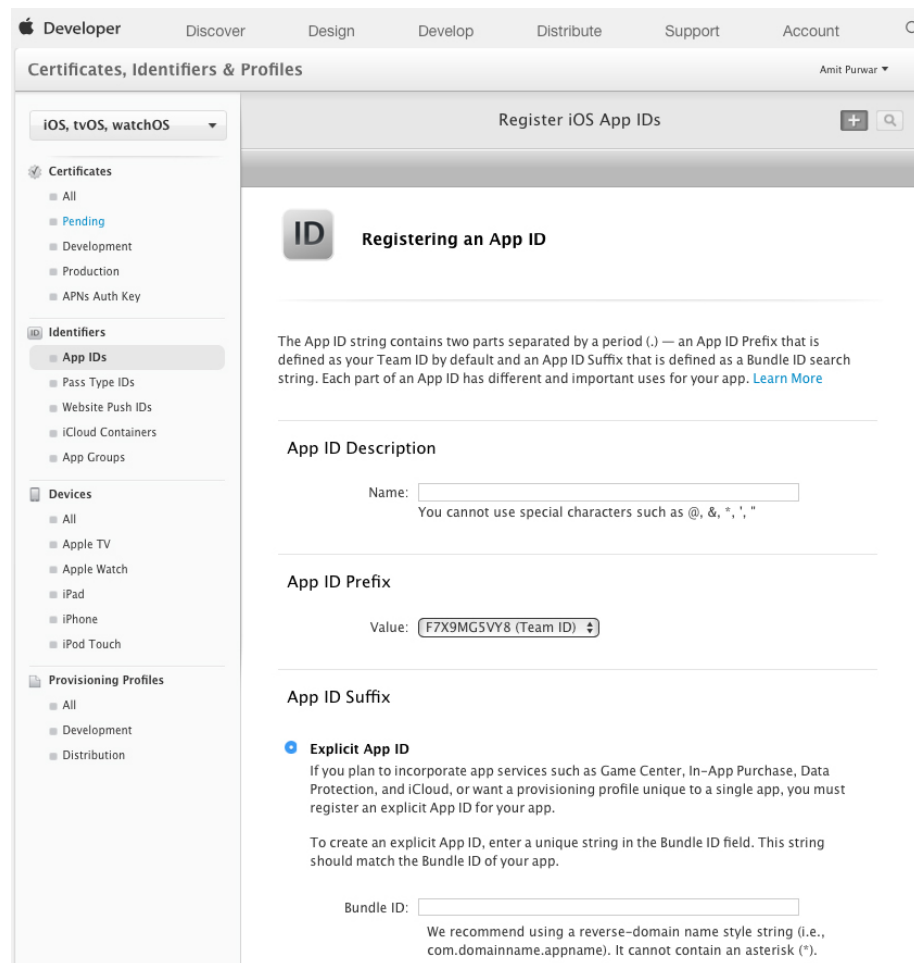 Developer
Discover
Design
Develop
Distribute
Support
Account
Certificates, Identifiers & Profiles
Amit Purwar
iOS, tvOS, watchOS
Certificates
All
Pending
Development
Production
APNs Auth Key
ID Identifiers
App IDs
Pass Type IDs
Website Push IDs
iCloud Containers
App Groups
Devices
All
Apple TV
Apple Watch
iPad
iPhone
iPod Touch
Provisioning Profiles
All
Development
Distribution
Register iOS App IDs
ID
Registering an App ID
The App ID string contains two parts separated by a period (.) — an App ID Prefix that is
defined as your Team ID by default and an App ID Suffix that is defined as a Bundle ID search
string. Each part of an App ID has different and important uses for your app. Learn More
App ID Description
Name:
You cannot use special characters such as @, &, *, ', "
App ID Prefix
Value: F7X9MG5VY8 (Team ID)
App ID Suffix
Explicit App ID
If you plan to incorporate app services such as Game Center, In-App Purchase, Data
Protection, and iCloud, or want a provisioning profile unique to a single app, you must
register an explicit App ID for your app.
To create an explicit App ID, enter a unique string in the Bundle ID field. This string
should match the Bundle ID of your app.
Bundle ID:
We recommend using a reverse-domain name style string (i.e.,
com.domainname.appname). It cannot contain an asterisk (*).